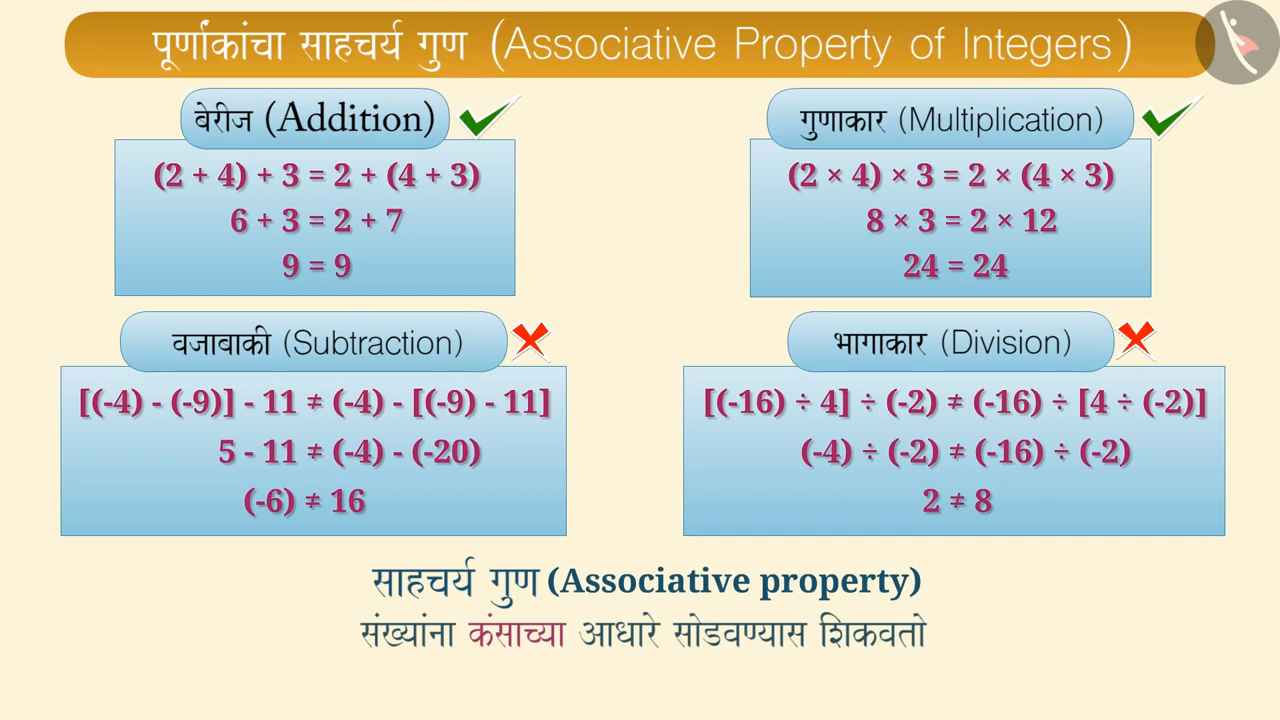 पूर्णांकांचा साहचर्य गुण (Associative Property of Integers)
बेरीज (Addition)
(2 + 4) + 3 = 2 + (4 + 3)
6 + 3 = 2 + 7
9 = 9
गुणाकार (Multiplication)
(2 × 4) × 3 = 2 × (4 × 3)
8 × 3 = 2 × 12
24 = 24
वजाबाकी (Subtraction)
[(-4) - (-9)] - 11 ≠ (-4) - [(-9) - 11]
5 - 11 ≠ (-4) - (-20)
(-6) ≠ 16
भागाकार (Division)
[(-16) ÷ 4] ÷ (-2) ≠ (-16) ÷ [4 ÷ (-2)]
(-4) ÷ (-2) ≠ (-16) ÷ (-2)
2 ≠ 8
साहचर्य गुण (Associative property)
संख्यांना कंसाच्या आधारे सोडवण्यास शिकवतो